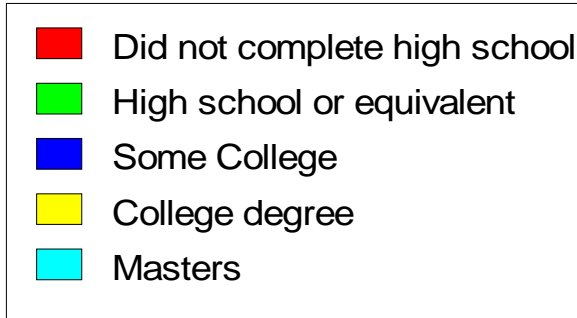 Did not complete high school
High school or equivalent
Some College
College degree
Masters